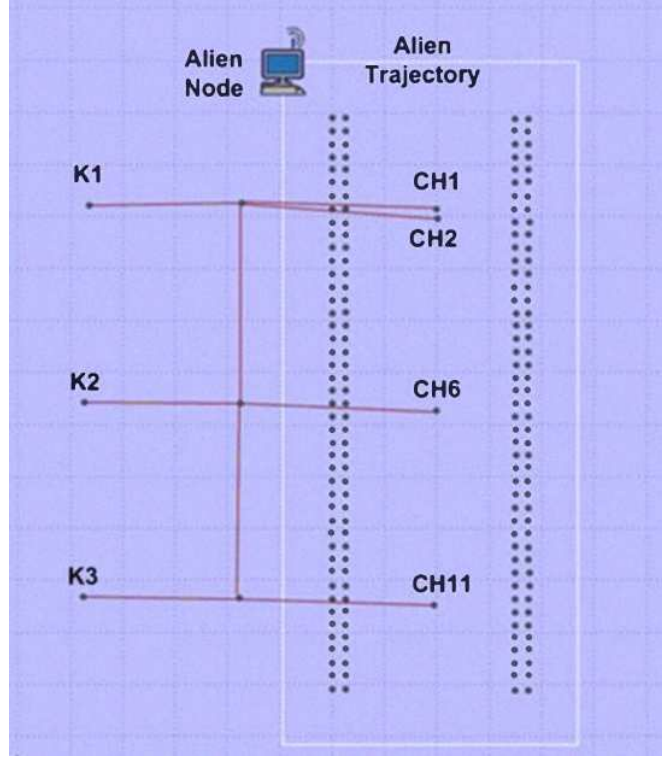 Alien
Node
Alien
Trajectory
K1
CH1
CH2
K2
CH6
K3
CH11